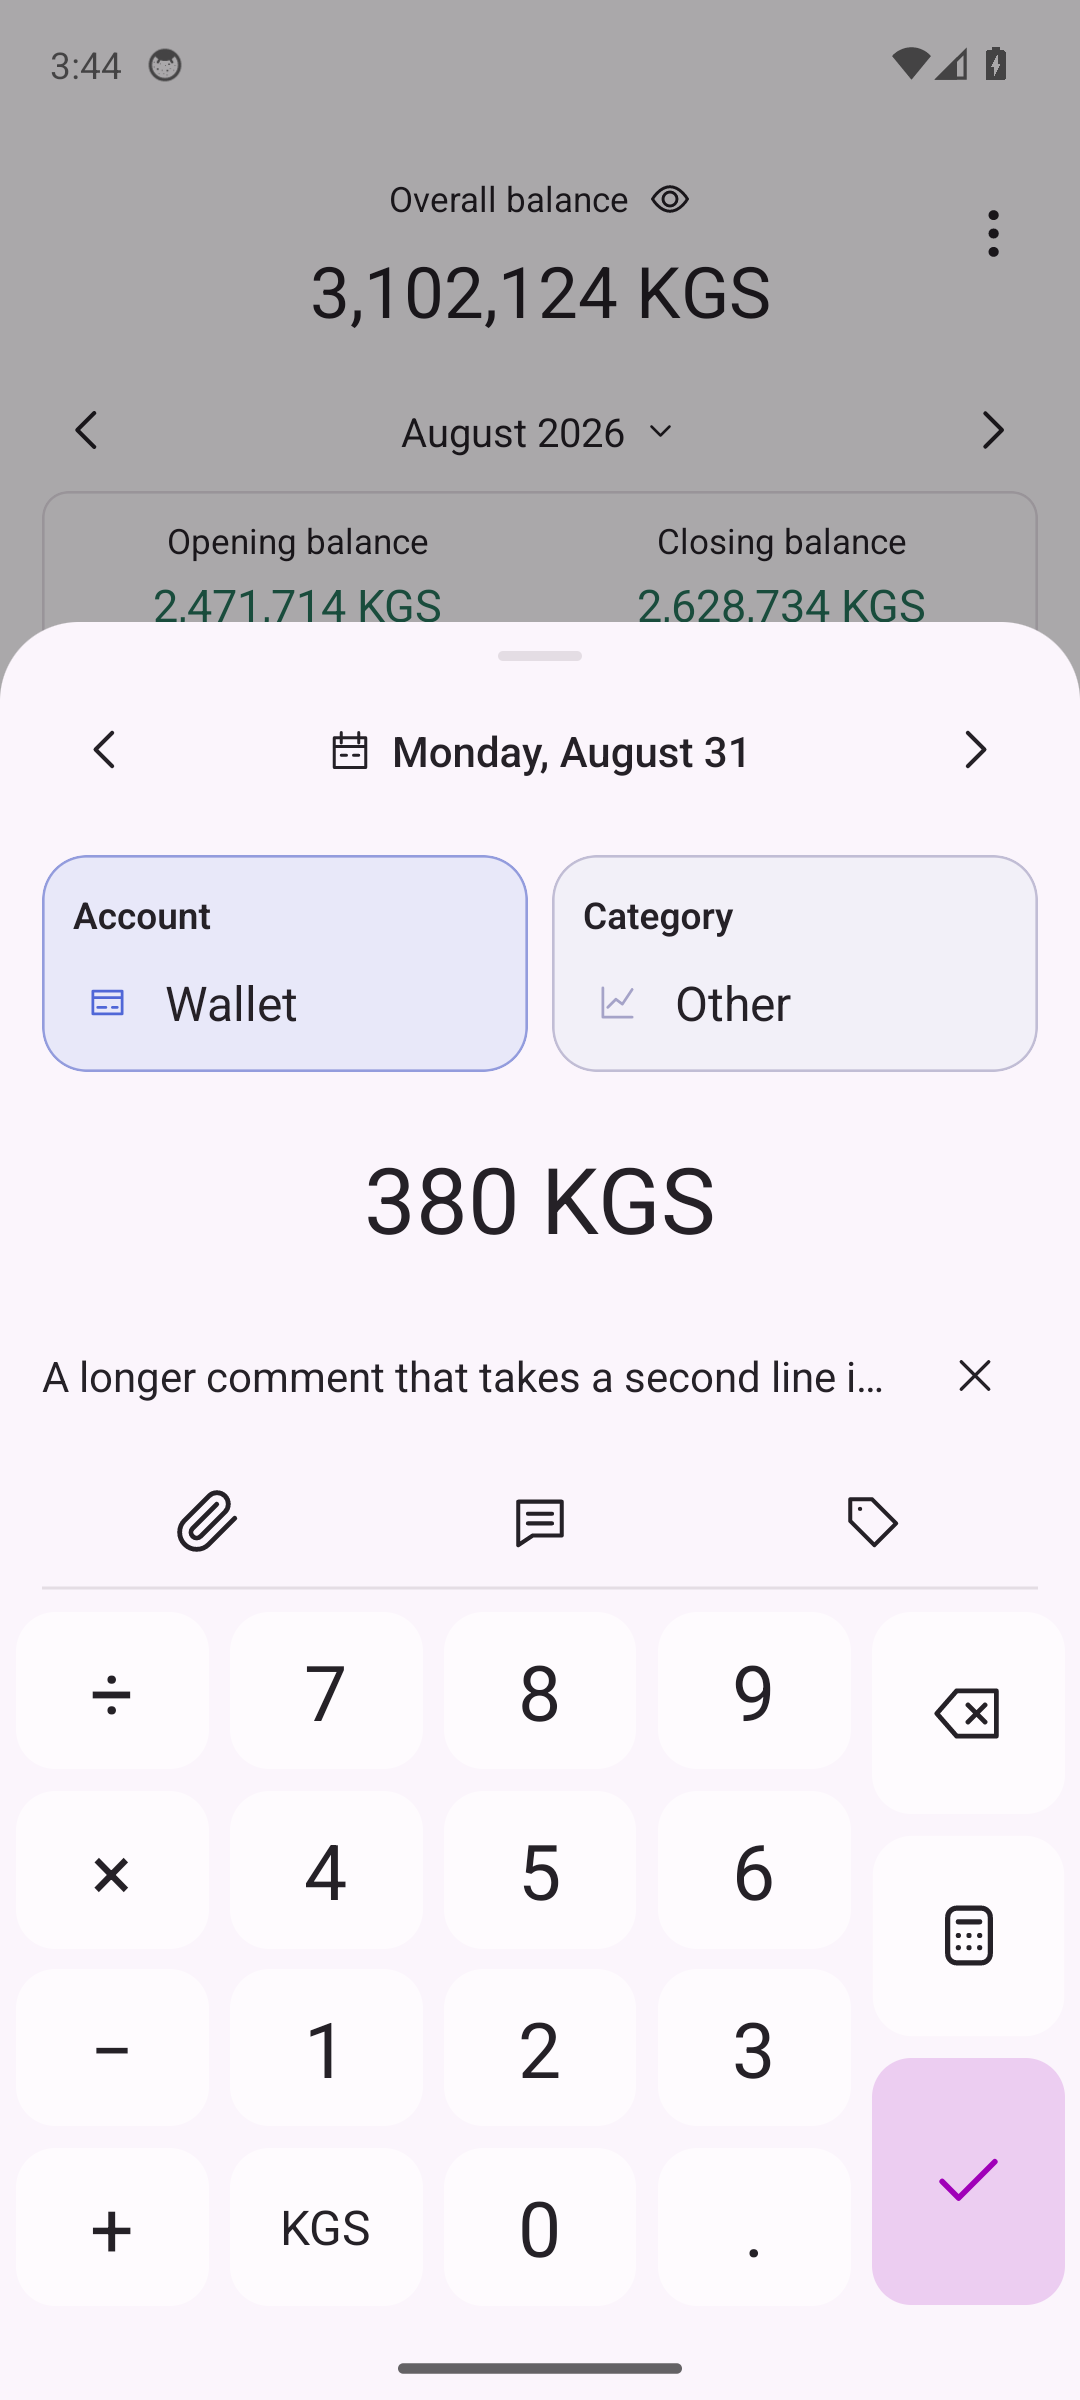 3:44
Overall balance
3,102,124 KGS
August 2026
Opening balance
Closing balance
2,471,714 KGS
2,628,734 KGS
Monday, August 31
Account
Category
Wallet
Other
380 KGS
A longer comment that takes a second line i...
÷ 7 8 9
× 4 5 6
− 1 2 3
+ KGS 0 .